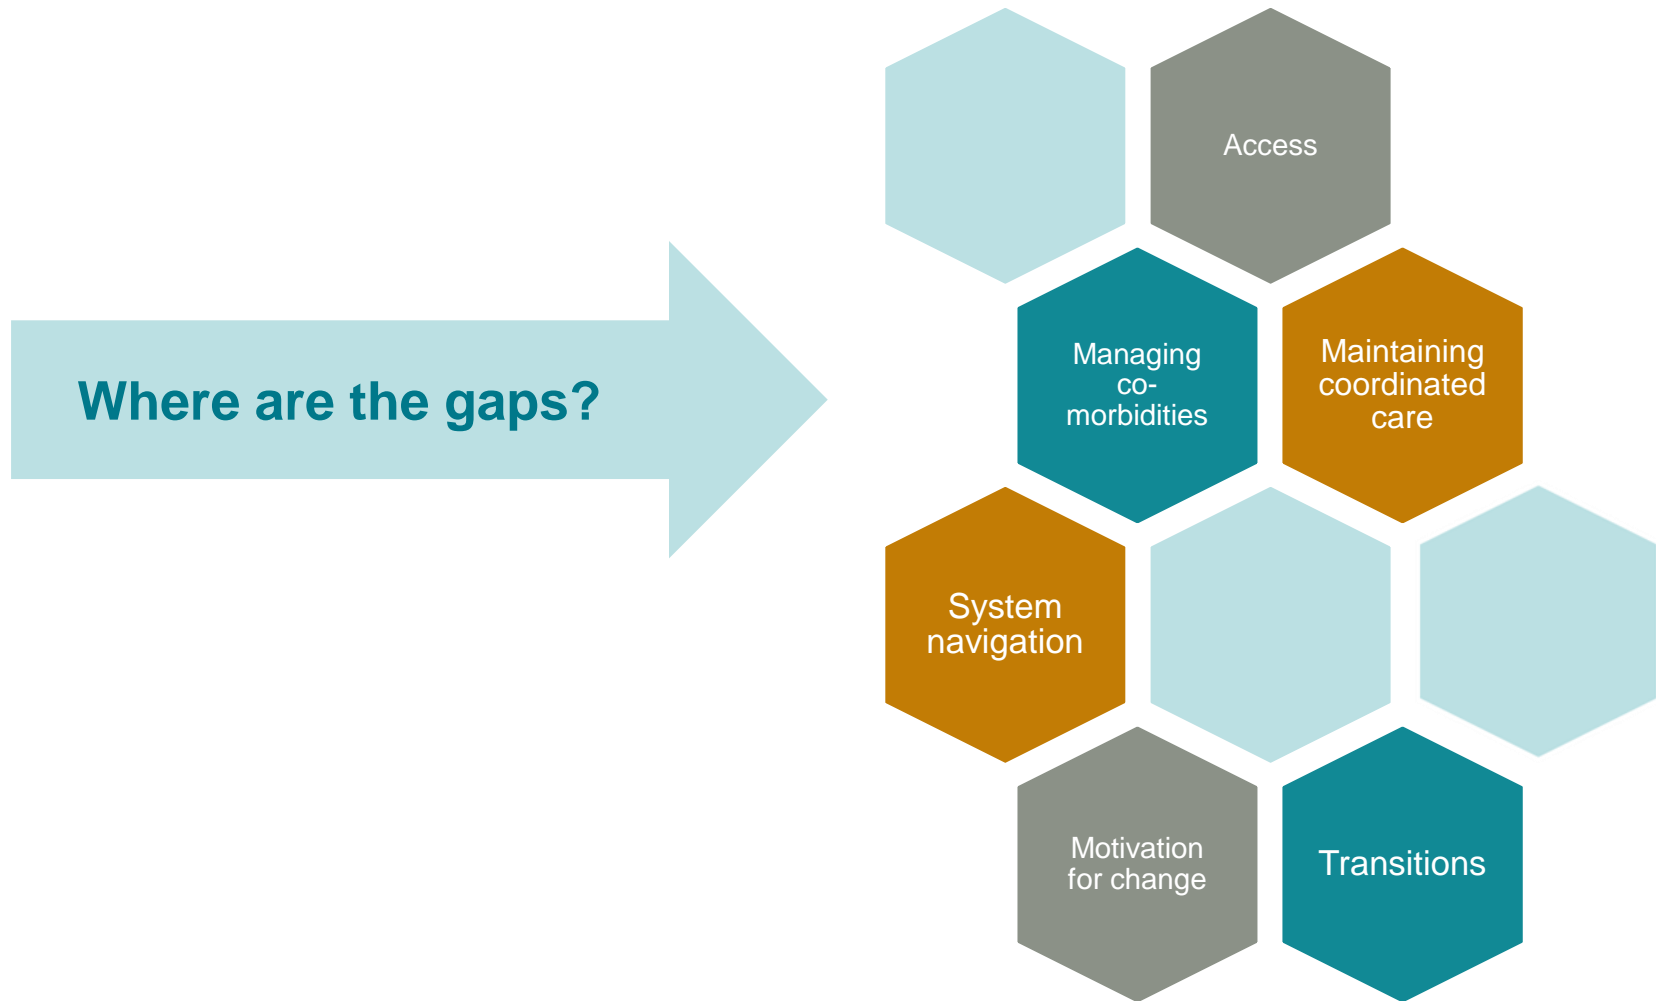 Where are the gaps?
Access
Managing
co-
morbidities
Maintaining
coordinated
care
System
navigation
Motivation
for change
Transitions